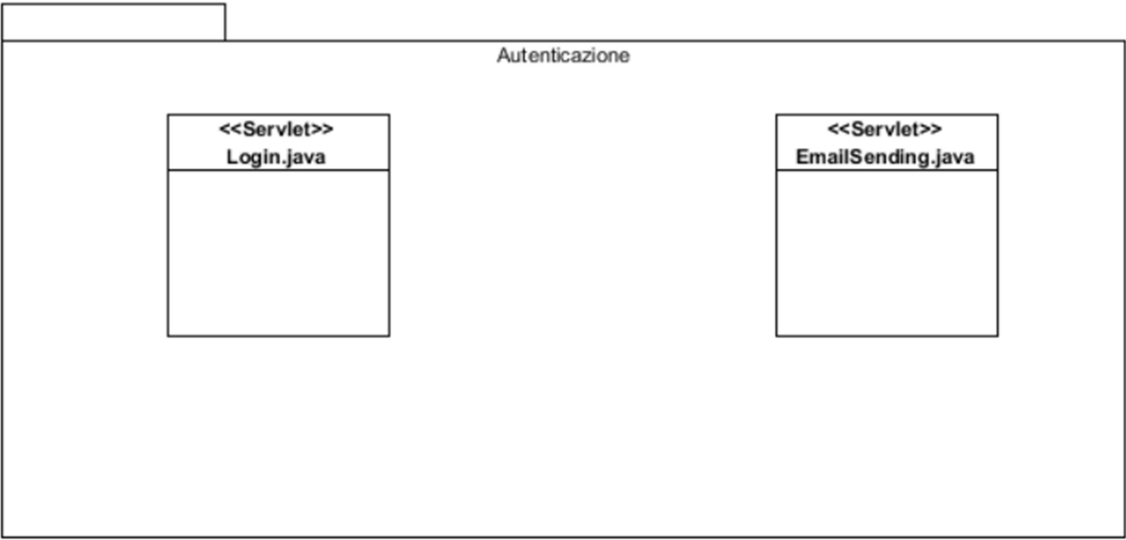 Autenticazione
<<Servlet>>
Login.java
<<Servlet>>
EmailSending.java